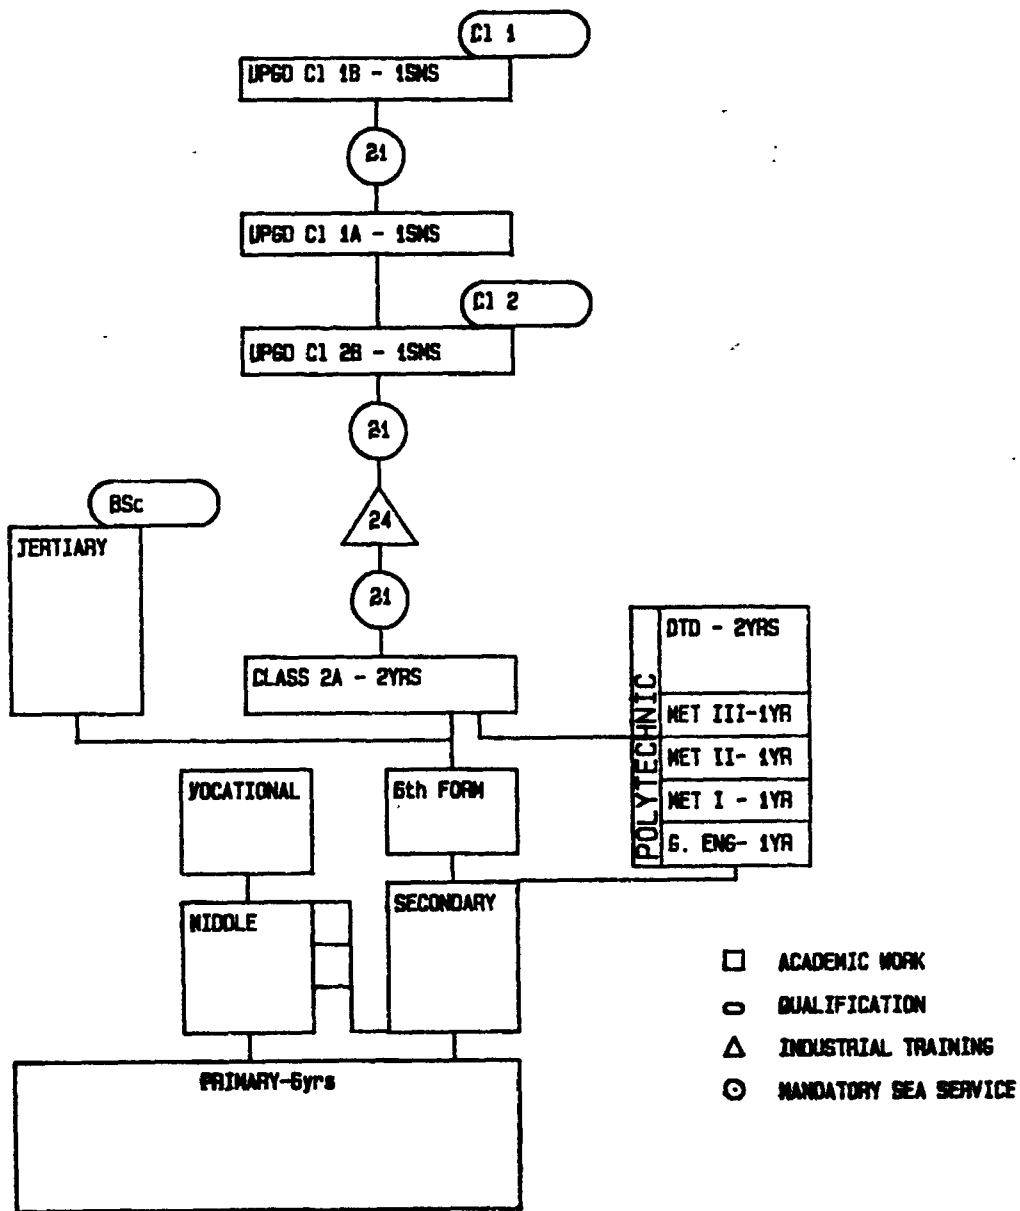 Cl 1
UPGD Cl 1B - 1SMS
21
UPGD Cl 1A - 1SMS
Cl 2
UPGD Cl 2B - 1SMS
21
BSc
24
TERTIARY
21
DTD - 2YRS
CLASS 2A - 2YRS
POLYTECHNIC
MET III-1YR
MET II- 1YR
VOCATIONAL
6th FORM
MET I - 1YR
G. ENG- 1YR
MIDDLE
SECONDARY
ACADEMIC WORK
QUALIFICATION
INDUSTRIAL TRAINING
PRIMARY-6yrs
MANDATORY SEA SERVICE